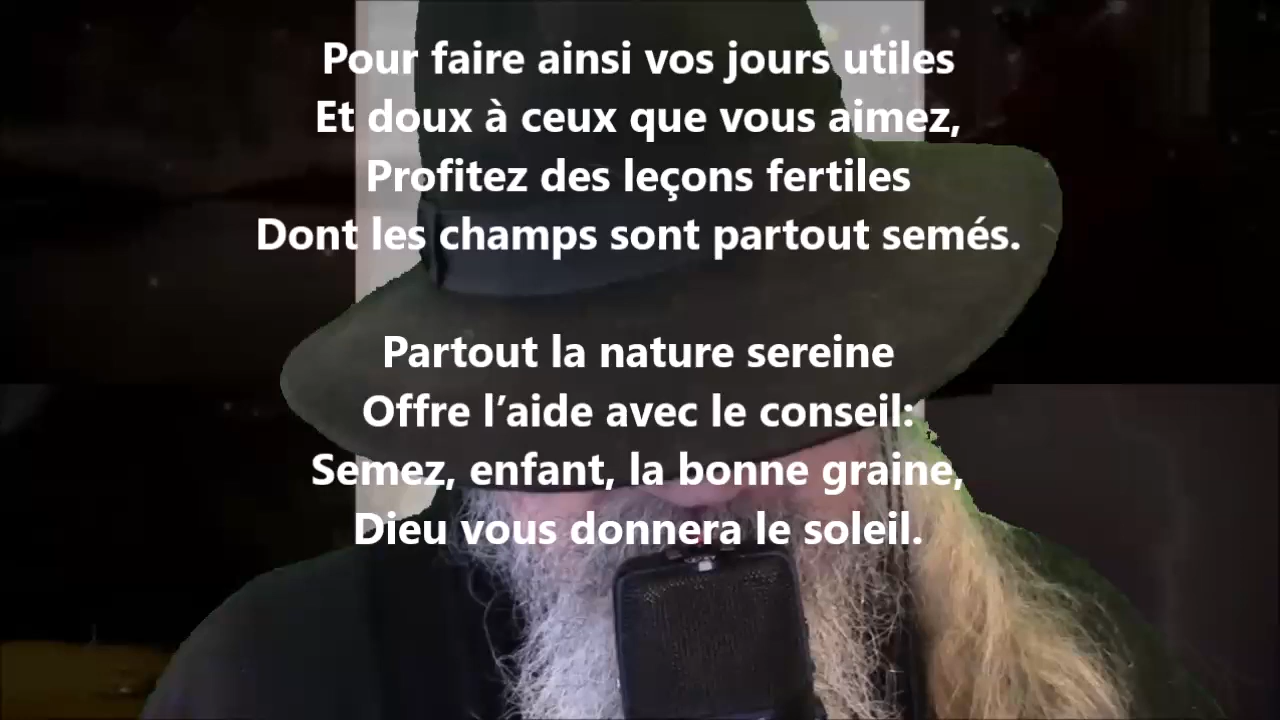 Pour faire ainsi vos jours utiles
Et doux à ceux que vous aimez,
Profitez des leçons fertiles
Dont les champs sont partout semés.
Partout la nature sereine
Offre l’aide avec le conseil:
Semez, enfant, la bonne graine,
Dieu vous donnera le soleil.